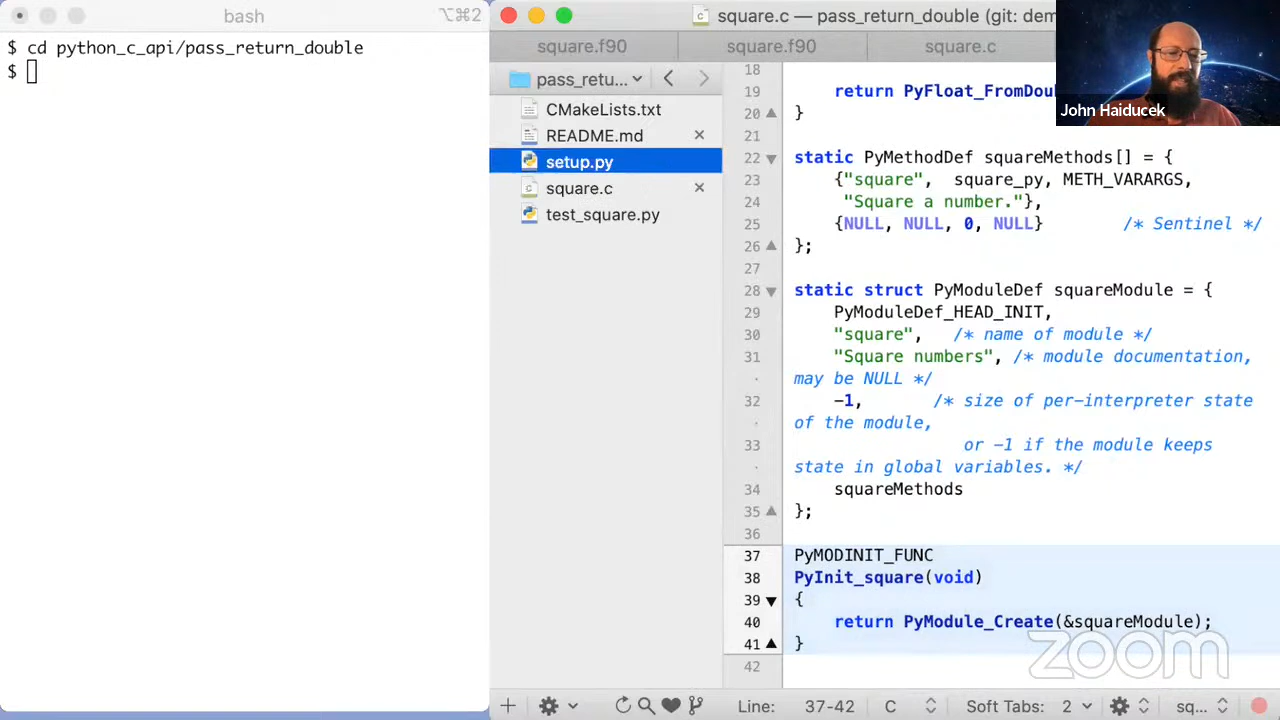 bash
⌥⌘2
$ cd python_c_api/pass_return_double
$
square.c — pass_return_double (git: dem
square.f90
square.f90
square.c
pass_retu...
CMakeLists.txt
README.md ×
setup.py
square.c ×
test_square.py
18
19 return PyFloat_FromDou
20 }
21
22 static PyMethodDef squareMethods[] = {
23 {"square", square_py, METH_VARARGS,
24 "Square a number."},
25 {NULL, NULL, 0, NULL} /* Sentinel */
26 };
27
28 static struct PyModuleDef squareModule = {
29 PyModuleDef_HEAD_INIT,
30 "square", /* name of module */
31 "Square numbers", /* module documentation,
· may be NULL */
32 -1, /* size of per-interpreter state
· of the module,
33 or -1 if the module keeps
· state in global variables. */
34 squareMethods
35 };
36
37 PyMODINIT_FUNC
38 PyInit_square(void)
39 {
40 return PyModule_Create(&squareModule);
41 }
42
John Haiducek
zoom
Line: 37-42 C Soft Tabs: 2 sq...